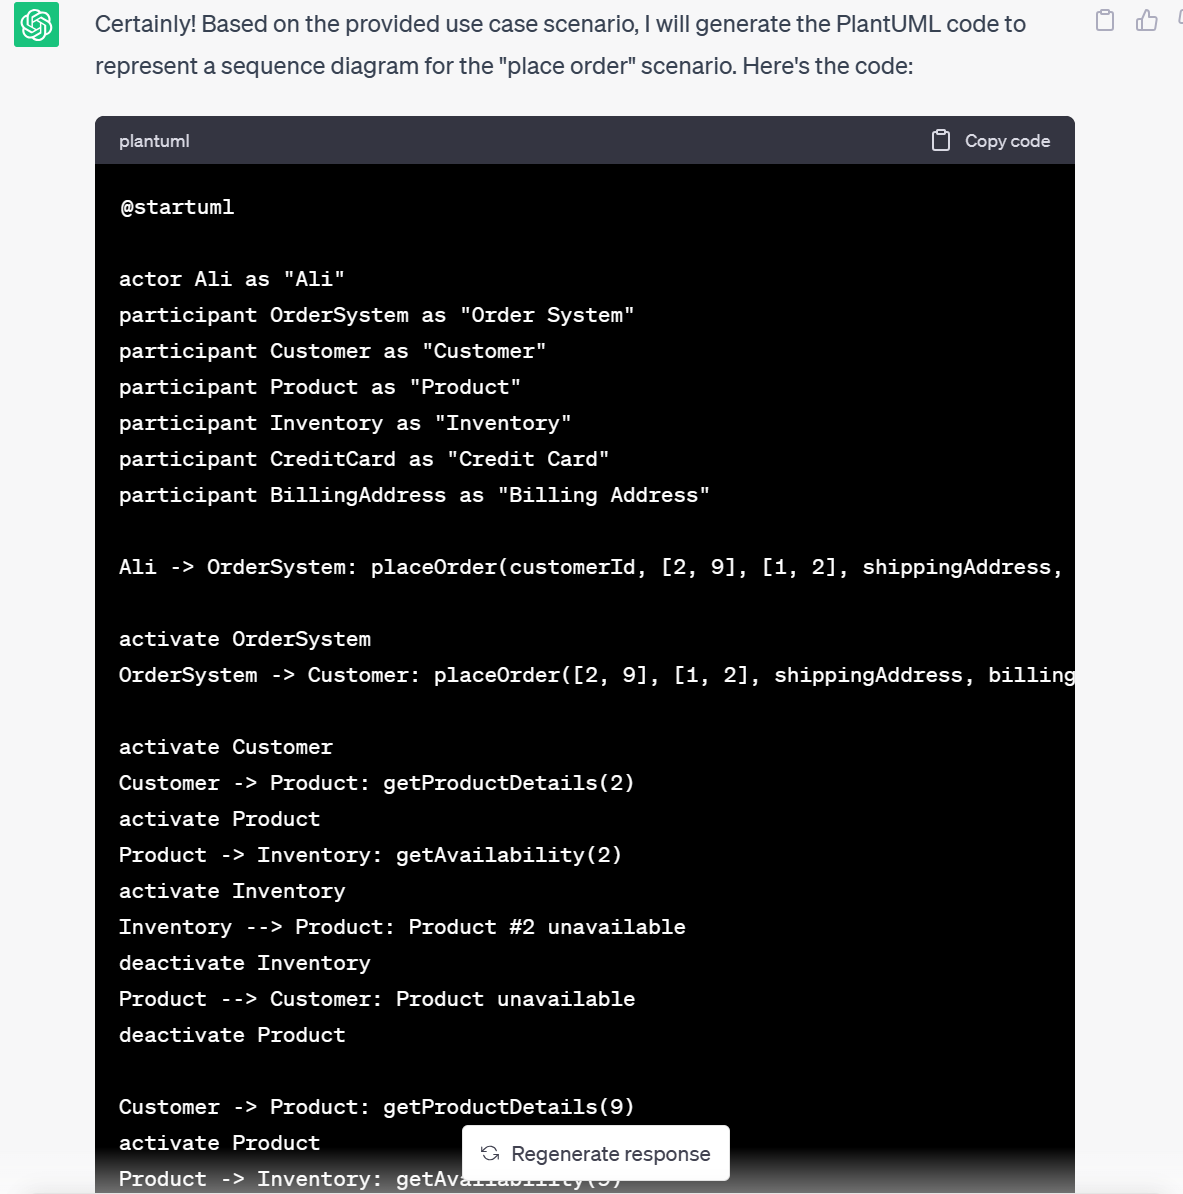 Certainly! Based on the provided use case scenario, I will generate the PlantUML code to
represent a sequence diagram for the "place order" scenario. Here's the code:
plantuml
Copy code
@startuml
actor Ali as "Ali"
participant OrderSystem as "Order System"
participant Customer as "Customer"
participant Product as "Product"
participant Inventory as "Inventory"
participant CreditCard as "Credit Card"
participant BillingAddress as "Billing Address"
Ali -> OrderSystem: placeOrder(customerId, [2, 9], [1, 2], shippingAddress,
activate OrderSystem
OrderSystem -> Customer: placeOrder([2, 9], [1, 2], shippingAddress, billing
activate Customer
Customer -> Product: getProductDetails(2)
activate Product
Product -> Inventory: getAvailability(2)
activate Inventory
Inventory --> Product: Product #2 unavailable
deactivate Inventory
Product --> Customer: Product unavailable
deactivate Product
Customer -> Product: getProductDetails(9)
activate Product
Product -> Inventory: getAvailability(9)
Regenerate response